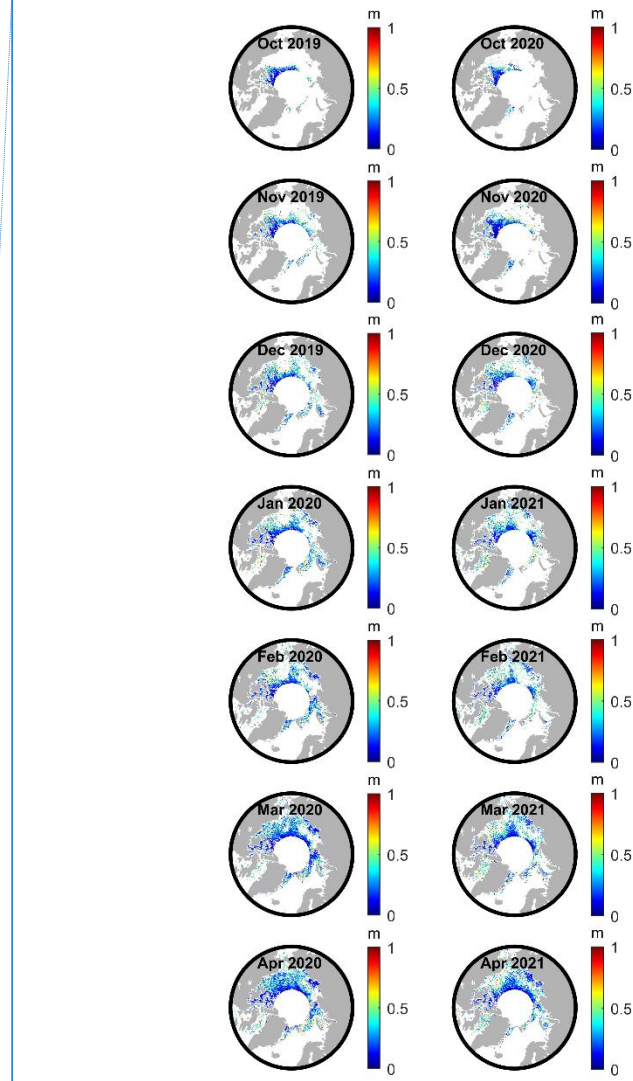 m m
Oct 2019 1 Oct 2020 1
0.5 0.5
0 0
m m
Nov 2019 1 Nov 2020 1
0.5 0.5
0 0
m m
Dec 2019 1 Dec 2020 1
0.5 0.5
0 0
m m
Jan 2020 1 Jan 2021 1
0.5 0.5
0 0
m m
Feb 2020 1 Feb 2021 1
0.5 0.5
0 0
m m
Mar 2020 1 Mar 2021 1
0.5 0.5
0 0
m m
Apr 2020 1 Apr 2021 1
0.5 0.5
0 0